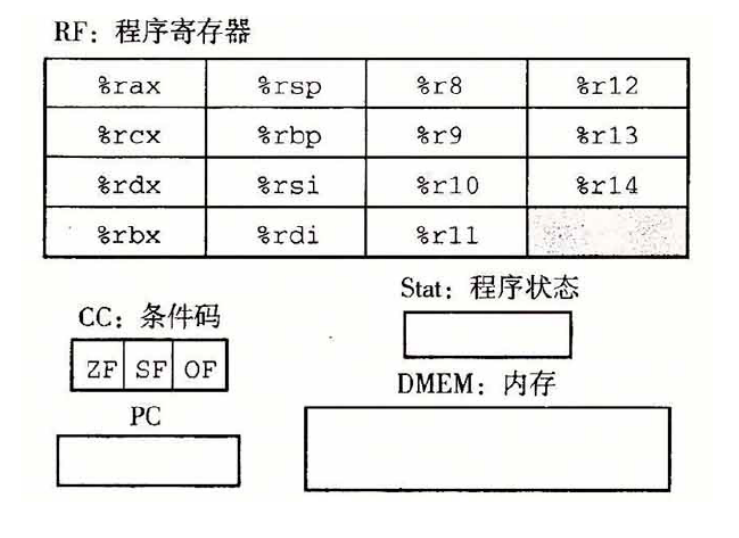 RF：程序寄存器
%rax %rsp %r8 %r12
%rcx %rbp %r9 %r13
%rdx %rsi %r10 %r14
%rbx %rdi %r11
CC：条件码
Stat：程序状态
ZF SF OF
DMEM：内存
PC